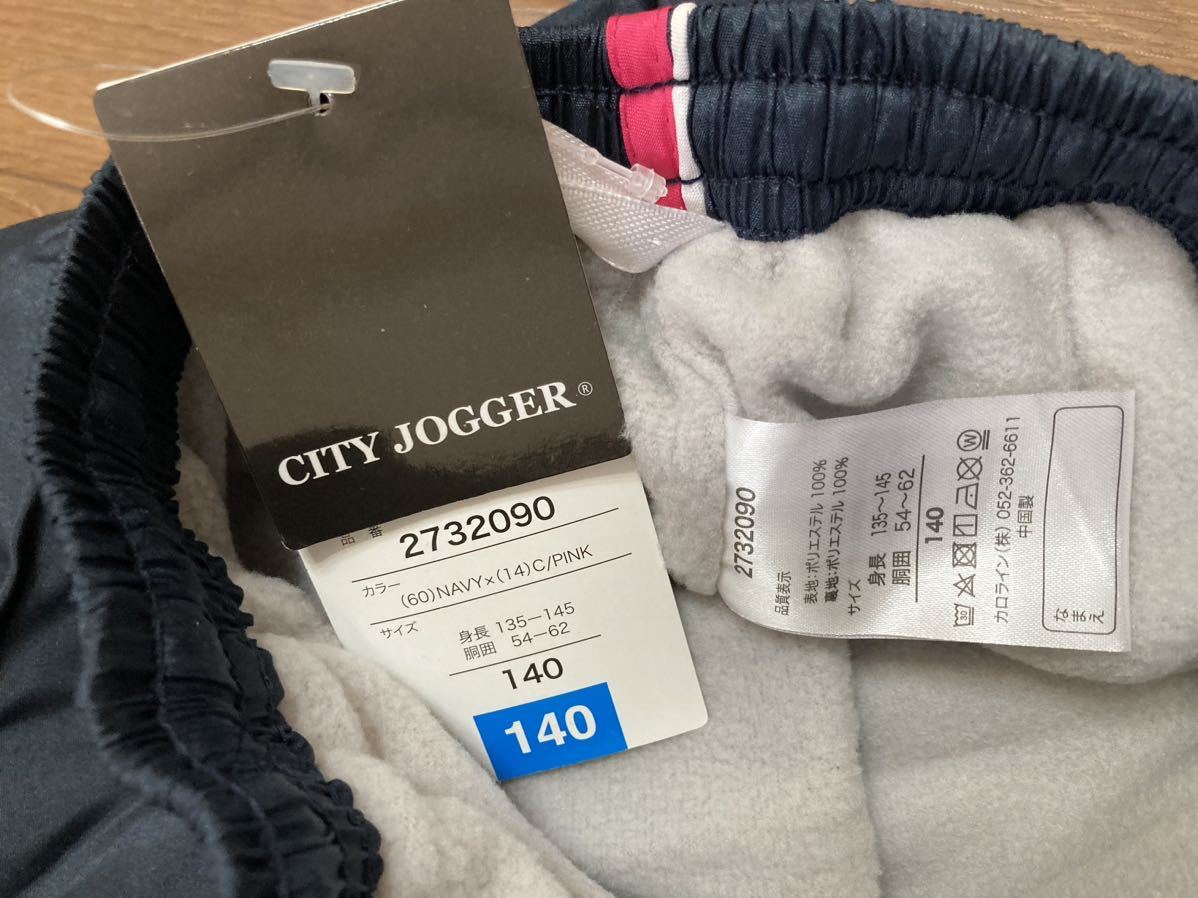 CITY JOGGER®
品番 2732090
カラー (60)NAVY×(14)C/PINK
サイズ
身長 135－145
胴囲 54－62
140
140
2732090
品質表示
表地:ポリエステル 100%
裏地:ポリエステル 100%
サイズ
身長 135～145
胴囲 54～62
140
30
W
カロライン(株) 052-362-6611
中国製
なまえ